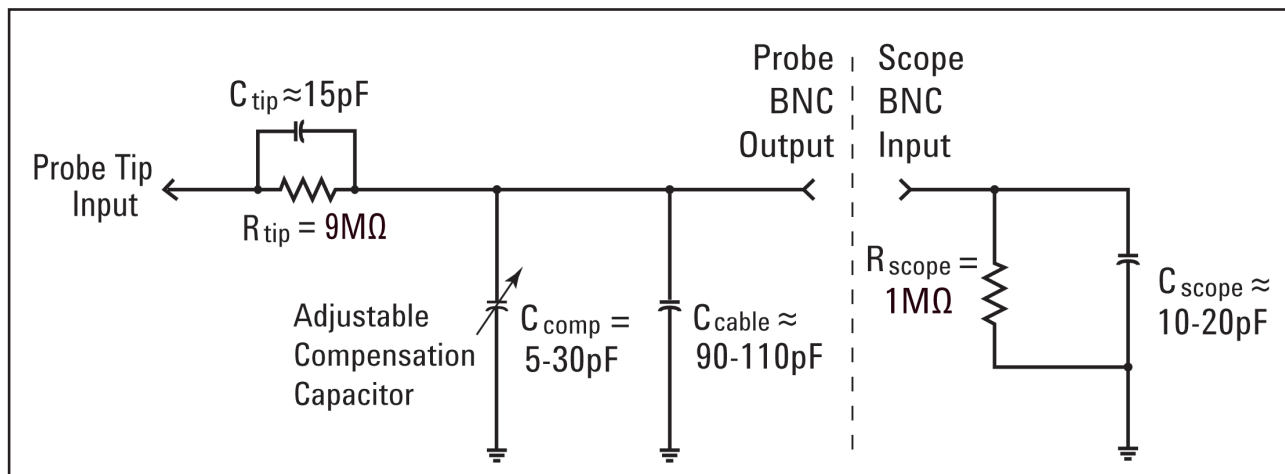 C tip ≈15pF
Probe Tip
Input
R tip = 9MΩ
Adjustable
Compensation
Capacitor
C comp =
5-30pF
C cable ≈
90-110pF
Probe
BNC
Output
Scope
BNC
Input
R scope =
1MΩ
C scope ≈
10-20pF